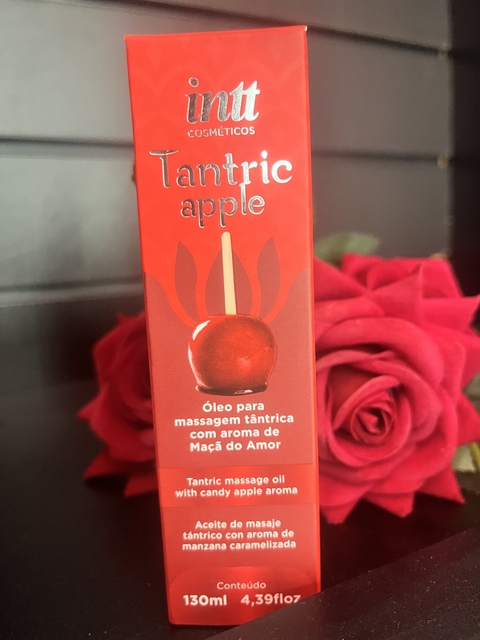 intt
COSMÉTICOS
Tantric
apple
Óleo para
massagem tântrica
com aroma de
Maçã do Amor
Tantric massage oil
with candy apple aroma
Aceite de masaje
tántrico con aroma de
manzana caramelizada
Conteúdo
130ml 4,39floz